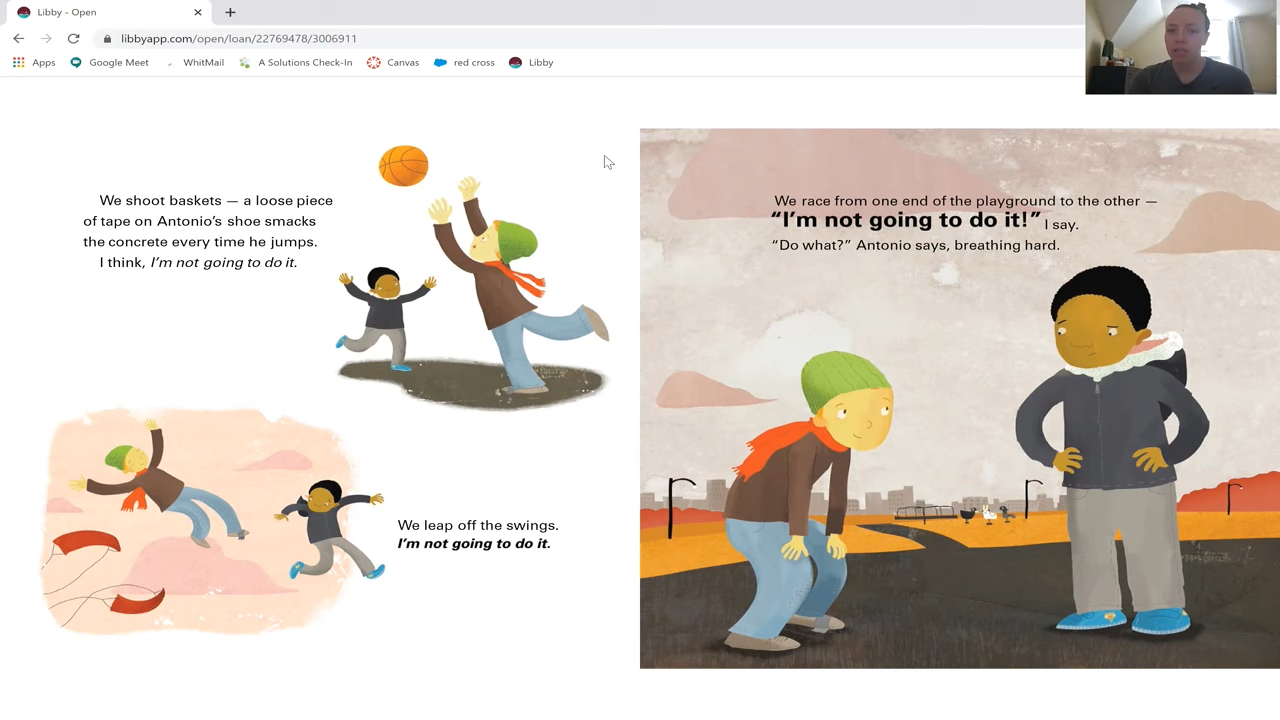 Libby - Open
libbyapp.com/open/loan/22769478/3006911
Apps Google Meet WhitMail A Solutions Check-In Canvas red cross Libby
We shoot baskets — a loose piece
of tape on Antonio's shoe smacks
the concrete every time he jumps.
I think, I'm not going to do it.
We leap off the swings.
I'm not going to do it.
We race from one end of the playground to the other —
"I'm not going to do it!" I say.
"Do what?" Antonio says, breathing hard.